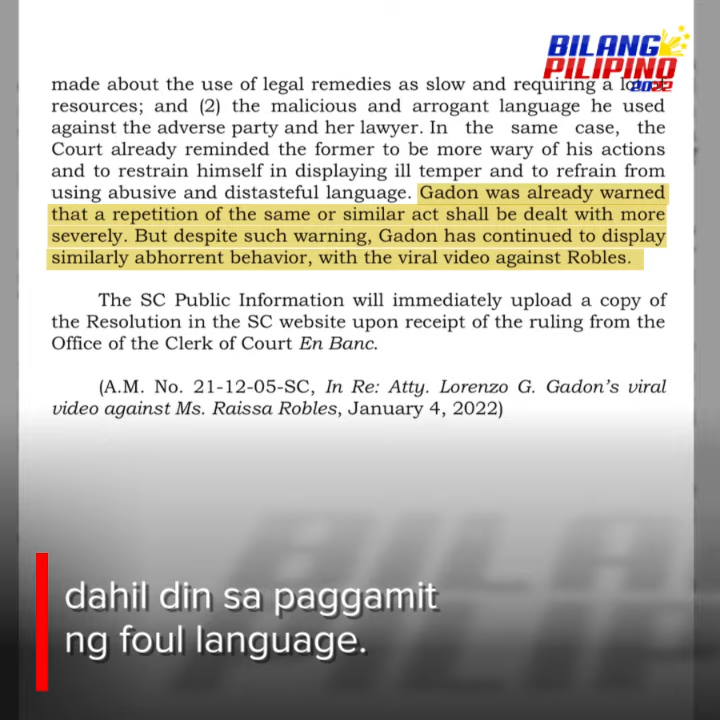 BILANG
PILIPINO
2022
made about the use of legal remedies as slow and requiring a lot of
resources; and (2) the malicious and arrogant language he used
against the adverse party and her lawyer. In the same case, the
Court already reminded the former to be more wary of his actions
and to restrain himself in displaying ill temper and to refrain from
using abusive and distasteful language. Gadon was already warned
that a repetition of the same or similar act shall be dealt with more
severely. But despite such warning, Gadon has continued to display
similarly abhorrent behavior, with the viral video against Robles.
The SC Public Information will immediately upload a copy of
the Resolution in the SC website upon receipt of the ruling from the
Office of the Clerk of Court En Banc.
(A.M. No. 21-12-05-SC, In Re: Atty. Lorenzo G. Gadon's viral
video against Ms. Raissa Robles, January 4, 2022)
dahil din sa paggamit
ng foul language.